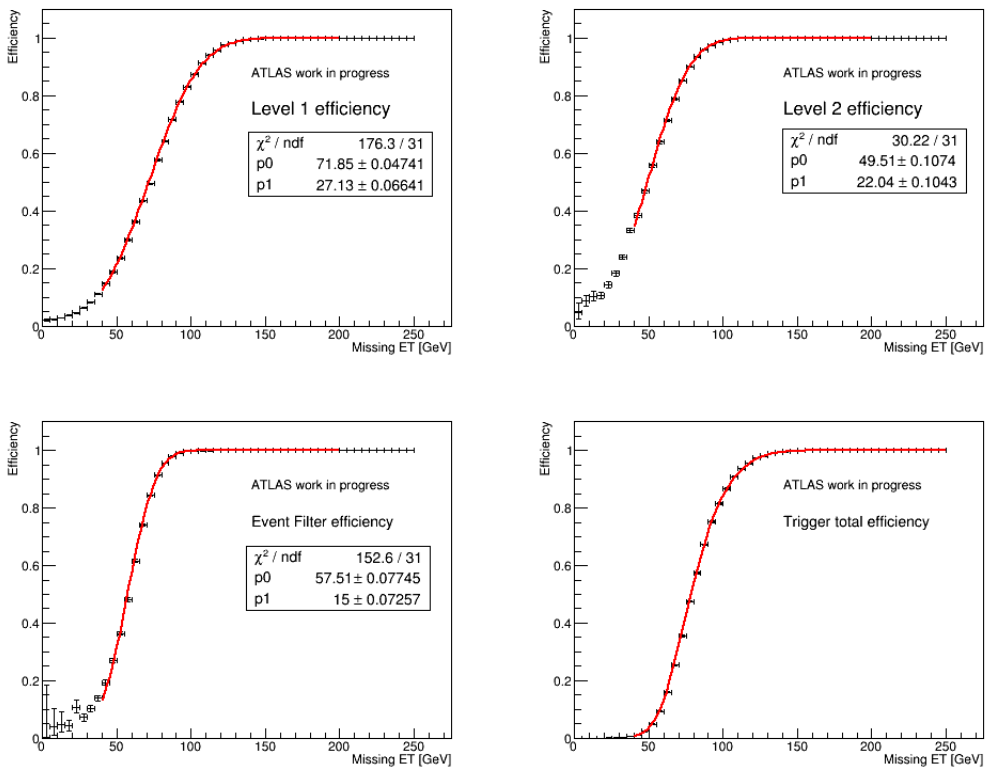 Efficiency
1
0.8
0.6
0.4
0.2
0
ATLAS work in progress
Level 1 efficiency
χ² / ndf 176.3 / 31
p0 71.85 ± 0.04741
p1 27.13 ± 0.06641
0 50 100 150 200 250
Missing ET [GeV]
Efficiency
1
0.8
0.6
0.4
0.2
0
ATLAS work in progress
Level 2 efficiency
χ² / ndf 30.22 / 31
p0 49.51 ± 0.1074
p1 22.04 ± 0.1043
0 50 100 150 200 250
Missing ET [GeV]
Efficiency
1
0.8
0.6
0.4
0.2
0
ATLAS work in progress
Event Filter efficiency
χ² / ndf 152.6 / 31
p0 57.51 ± 0.07745
p1 15 ± 0.07257
0 50 100 150 200 250
Missing ET [GeV]
Efficiency
1
0.8
0.6
0.4
0.2
0
ATLAS work in progress
Trigger total efficiency
0 50 100 150 200 250
Missing ET [GeV]